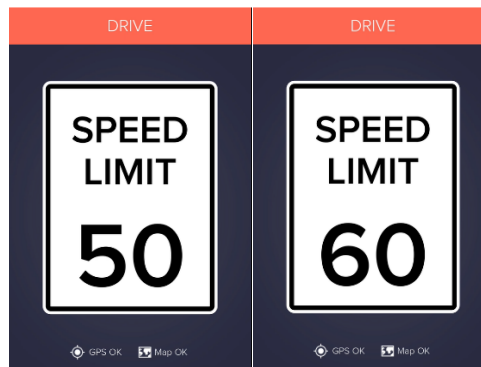 DRIVE
SPEED
LIMIT
50
GPS OK Map OK
DRIVE
SPEED
LIMIT
60
GPS OK Map OK